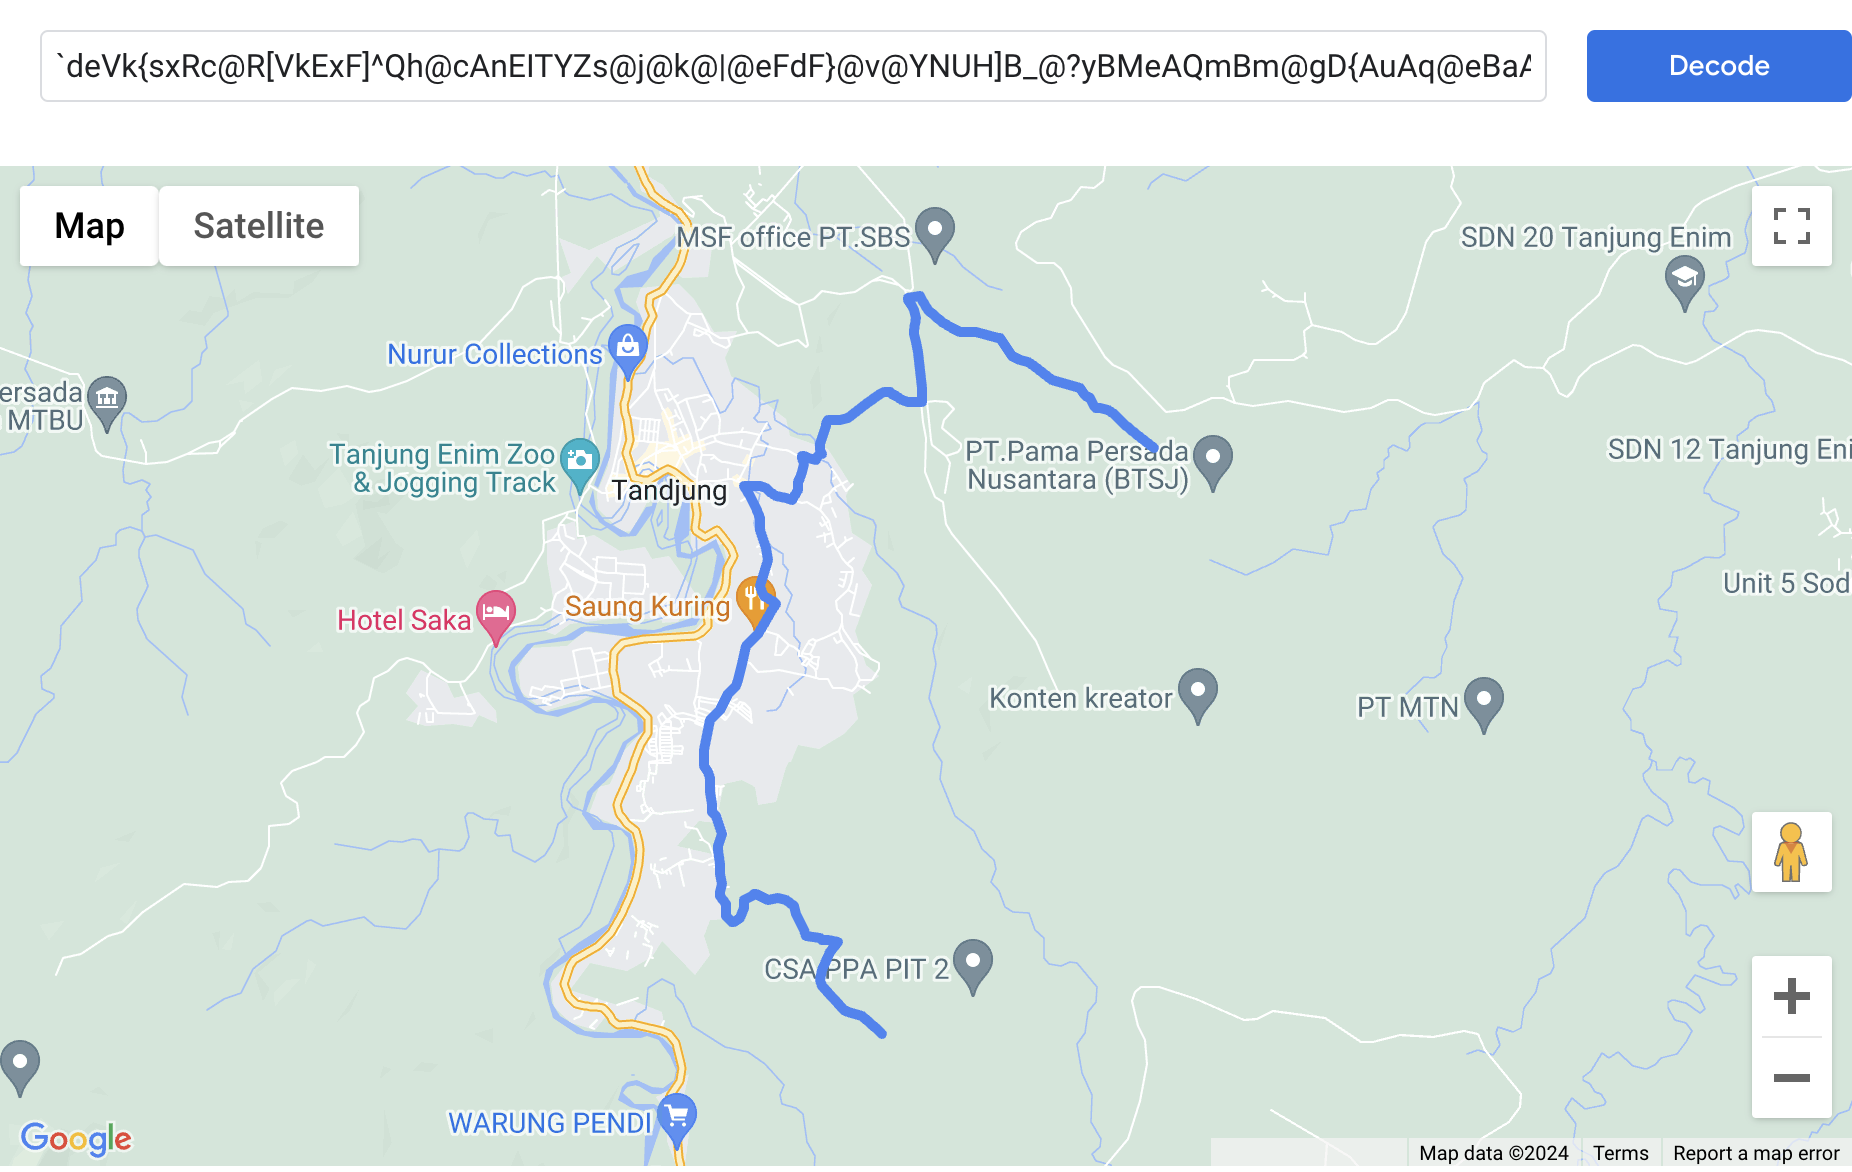 `deVk{sxRc@R[VkExF]^Qh@cAnEITYZs@j@k@|@eFdF}@v@YNUH]B_@?yBMeAQmBm@gD{AuAq@eBaA
Decode
Map
Satellite
MSF office PT.SBS
SDN 20 Tanjung Enim
Nurur Collections
ersada
MTBU
Tanjung Enim Zoo
& Jogging Track
PT.Pama Persada
Nusantara (BTSJ)
SDN 12 Tanjung Eni
Tandjung
Unit 5 Sod
Saung Kuring
Hotel Saka
Konten kreator
PT MTN
CSA PPA PIT 2
WARUNG PENDI
Google
Map data ©2024
Terms
Report a map error